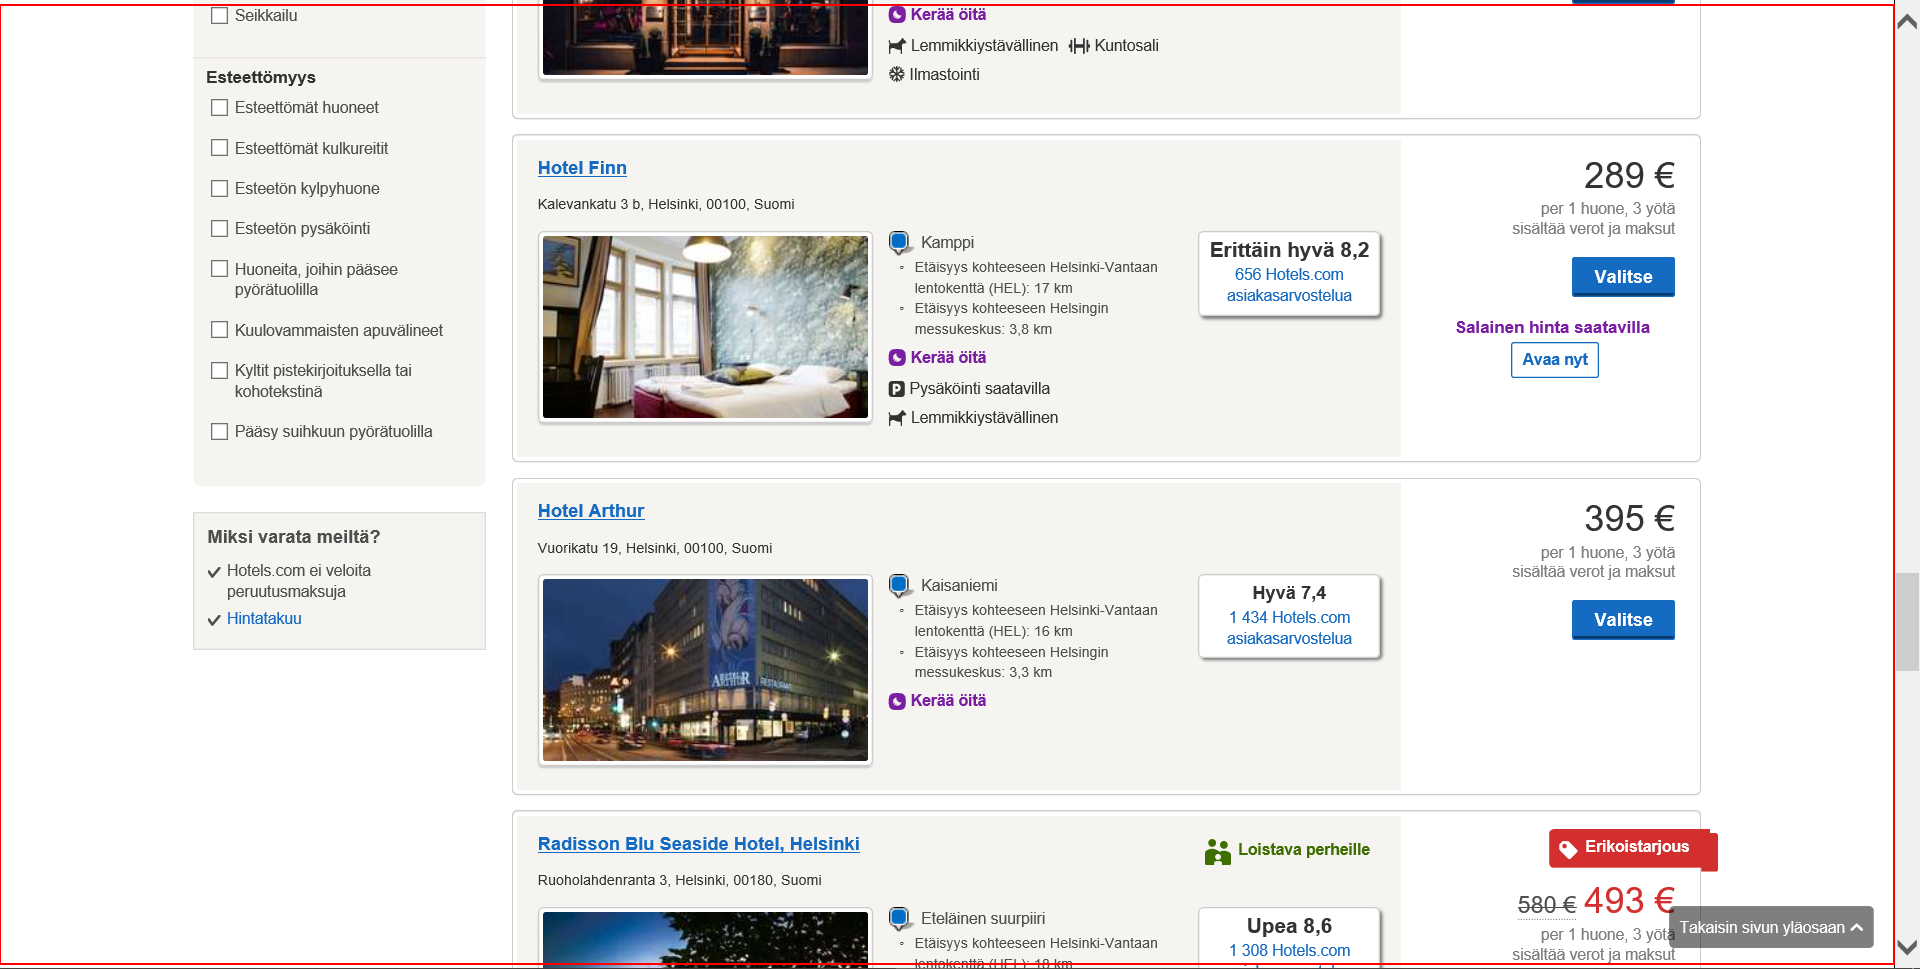 Seikkailu
Esteettömyys
Esteettömät huoneet
Esteettömät kulkureitit
Esteetön kylpyhuone
Esteetön pysäköinti
Huoneita, joihin pääsee
pyörätuolilla
Kuulovammaisten apuvälineet
Kyltit pistekirjoituksella tai
kohotekstinä
Pääsy suihkuun pyörätuolilla
Miksi varata meiltä?
Hotels.com ei veloita
peruutusmaksuja
Hintatakuu
Kerää öitä
Lemmikkiystävällinen Kuntosali
Ilmastointi
Hotel Finn
Kalevankatu 3 b, Helsinki, 00100, Suomi
Kamppi
Etäisyys kohteeseen Helsinki-Vantaan
lentokenttä (HEL): 17 km
Etäisyys kohteeseen Helsingin
messukeskus: 3,8 km
Kerää öitä
Pysäköinti saatavilla
Lemmikkiystävällinen
Erittäin hyvä 8,2
656 Hotels.com
asiakasarvostelua
289 €
per 1 huone, 3 yötä
sisältää verot ja maksut
Valitse
Salainen hinta saatavilla
Avaa nyt
Hotel Arthur
Vuorikatu 19, Helsinki, 00100, Suomi
ARTHUR RESTAURANT
Kaisaniemi
Etäisyys kohteeseen Helsinki-Vantaan
lentokenttä (HEL): 16 km
Etäisyys kohteeseen Helsingin
messukeskus: 3,3 km
Kerää öitä
Hyvä 7,4
1 434 Hotels.com
asiakasarvostelua
395 €
per 1 huone, 3 yötä
sisältää verot ja maksut
Valitse
Radisson Blu Seaside Hotel, Helsinki
Ruoholahdenranta 3, Helsinki, 00180, Suomi
Loistava perheille
Eteläinen suurpiiri
Etäisyys kohteeseen Helsinki-Vantaan
lentokenttä (HEL): 18 km
Upea 8,6
1 308 Hotels.com
Erikoistarjous
580 € 493 €
per 1 huone, 3 yötä
sisältää verot ja maksut
Takaisin sivun yläosaan